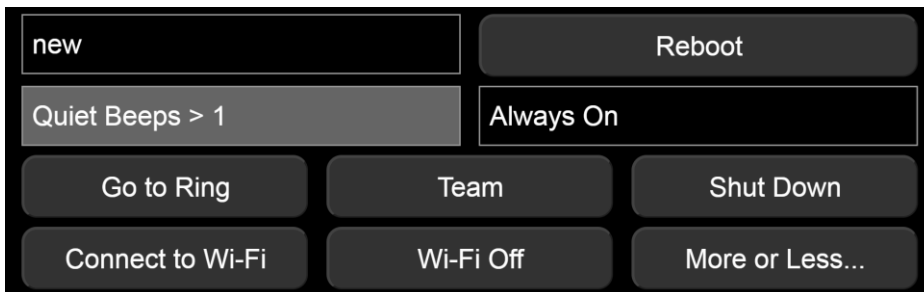 new
Reboot
Quiet Beeps > 1
Always On
Go to Ring
Team
Shut Down
Connect to Wi-Fi
Wi-Fi Off
More or Less...